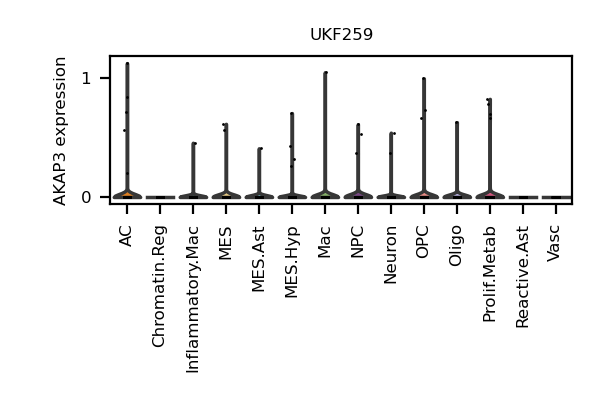 UKF259
AKAP3 expression
1
0
AC
Chromatin.Reg
Inflammatory.Mac
MES
MES.Ast
MES.Hyp
Mac
NPC
Neuron
OPC
Oligo
Prolif.Metab
Reactive.Ast
Vasc